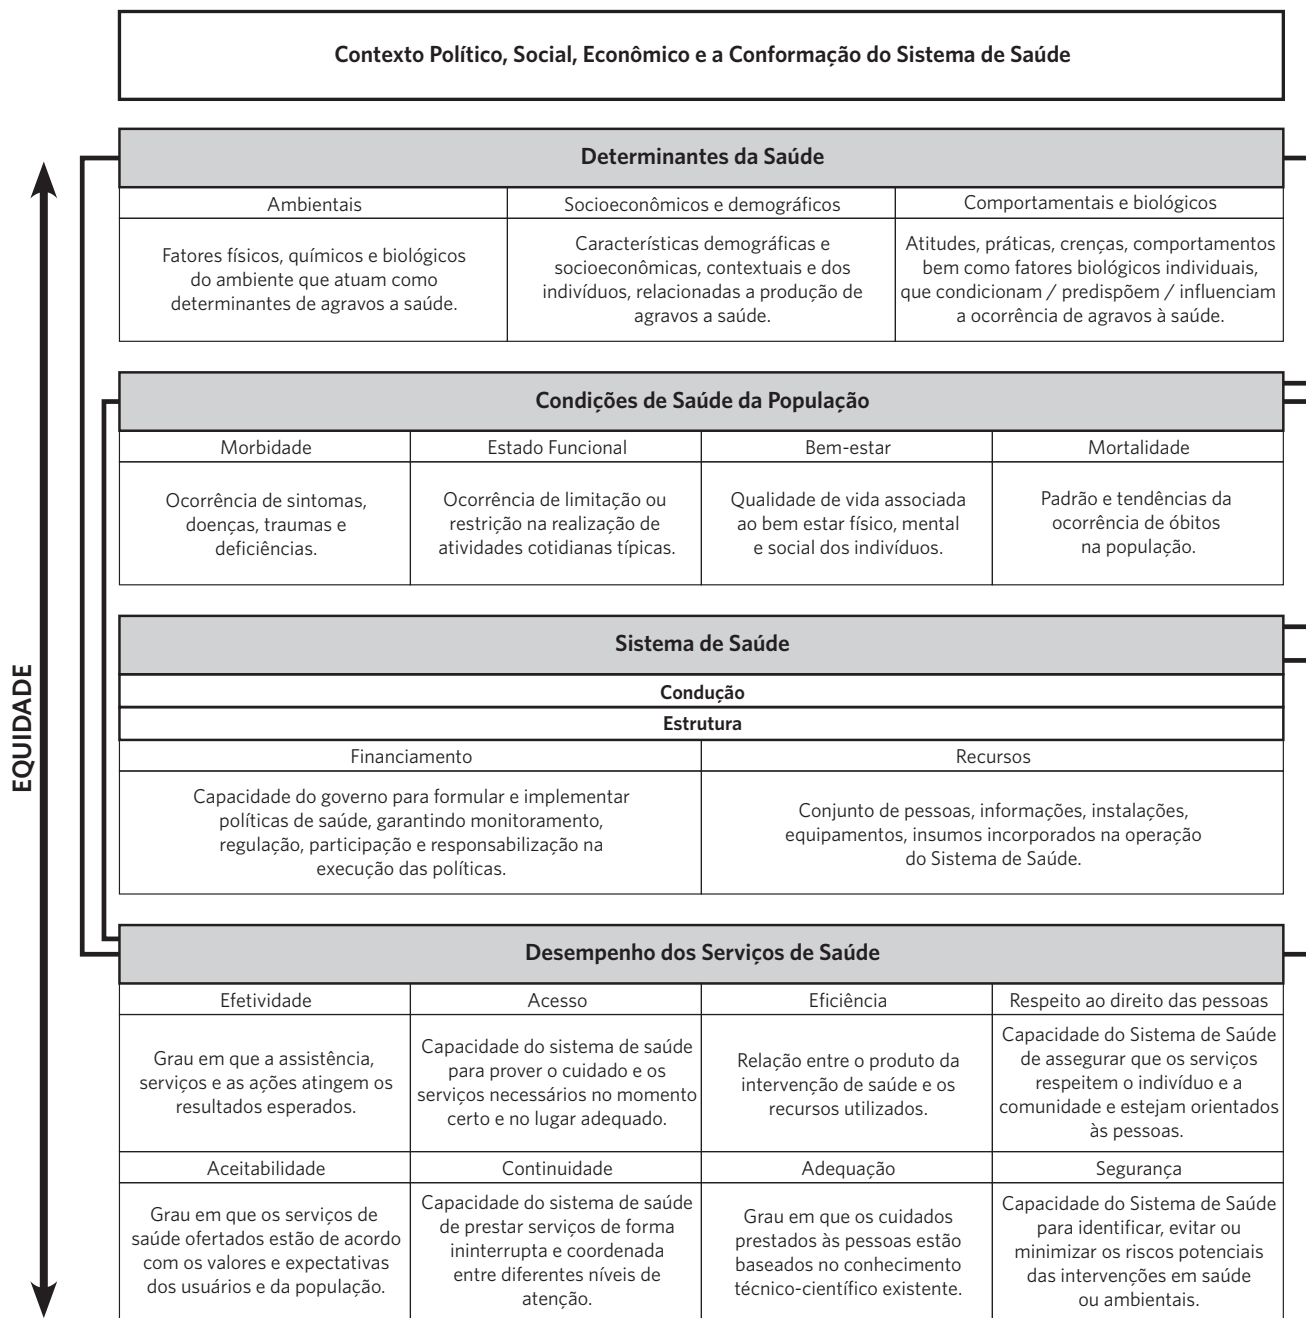 Contexto Político, Social, Econômico e a Conformação do Sistema de Saúde
EQUIDADE
Determinantes da Saúde
Ambientais
Fatores físicos, químicos e biológicos
do ambiente que atuam como
determinantes de agravos a saúde.
Socioeconômicos e demográficos
Características demográficas e
socioeconômicas, contextuais e dos
indivíduos, relacionadas a produção de
agravos a saúde.
Comportamentais e biológicos
Atitudes, práticas, crenças, comportamentos
bem como fatores biológicos individuais,
que condicionam / predispõem / influenciam
a ocorrência de agravos à saúde.
Condições de Saúde da População
Morbidade
Ocorrência de sintomas,
doenças, traumas e
deficiências.
Estado Funcional
Ocorrência de limitação ou
restrição na realização de
atividades cotidianas típicas.
Bem-estar
Qualidade de vida associada
ao bem estar físico, mental
e social dos indivíduos.
Mortalidade
Padrão e tendências da
ocorrência de óbitos
na população.
Sistema de Saúde
Condução
Estrutura
Financiamento
Capacidade do governo para formular e implementar
políticas de saúde, garantindo monitoramento,
regulação, participação e responsabilização na
execução das políticas.
Recursos
Conjunto de pessoas, informações, instalações,
equipamentos, insumos incorporados na operação
do Sistema de Saúde.
Desempenho dos Serviços de Saúde
Efetividade
Grau em que a assistência,
serviços e as ações atingem os
resultados esperados.
Acesso
Capacidade do sistema de saúde
para prover o cuidado e os
serviços necessários no momento
certo e no lugar adequado.
Eficiência
Relação entre o produto da
intervenção de saúde e os
recursos utilizados.
Respeito ao direito das pessoas
Capacidade do Sistema de Saúde
de assegurar que os serviços
respeitem o indivíduo e a
comunidade e estejam orientados
às pessoas.
Aceitabilidade
Grau em que os serviços de
saúde ofertados estão de acordo
com os valores e expectativas
dos usuários e da população.
Continuidade
Capacidade do sistema de saúde
de prestar serviços de forma
ininterrupta e coordenada
entre diferentes níveis de
atenção.
Adequação
Grau em que os cuidados
prestados às pessoas estão
baseados no conhecimento
técnico-científico existente.
Segurança
Capacidade do Sistema de Saúde
para identificar, evitar ou
minimizar os riscos potenciais
das intervenções em saúde
ou ambientais.